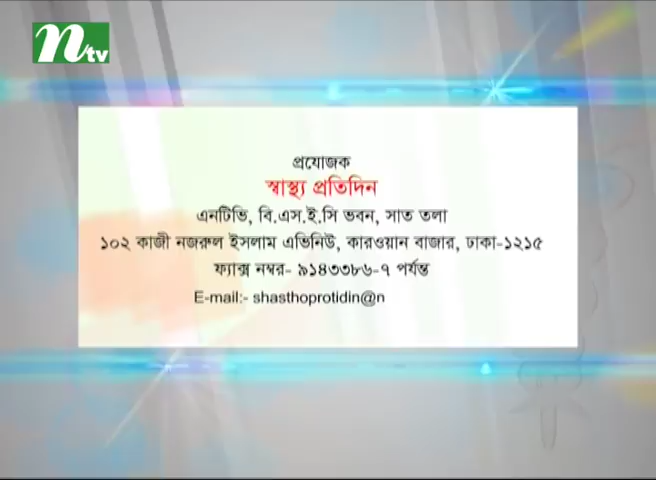 ntv
প্রযোজক
স্বাস্থ্য প্রতিদিন
এনটিভি, বি.এস.ই.সি ভবন, সাত তলা
১০২ কাজী নজরুল ইসলাম এভিনিউ, কারওয়ান বাজার, ঢাকা-১২১৫
ফ্যাক্স নম্বর- ৯১৪৩৩৮৬-৭ পর্যন্ত
E-mail:- shasthoprotidin@n